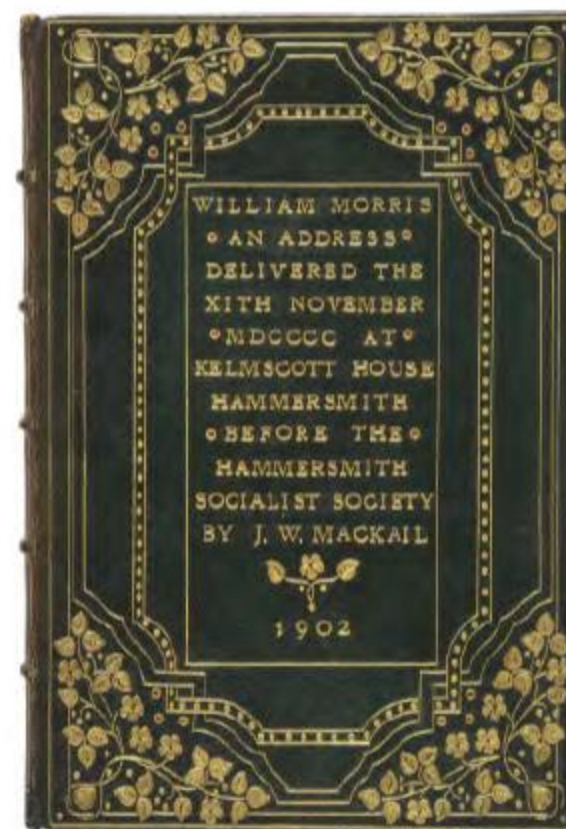 WILLIAM MORRIS
AN ADDRESS
DELIVERED THE
XITH NOVEMBER
MDCCCC AT
KELMSCOTT HOUSE
HAMMERSMITH
BEFORE THE
HAMMERSMITH
SOCIALIST SOCIETY
BY J. W. MACKAIL
1902